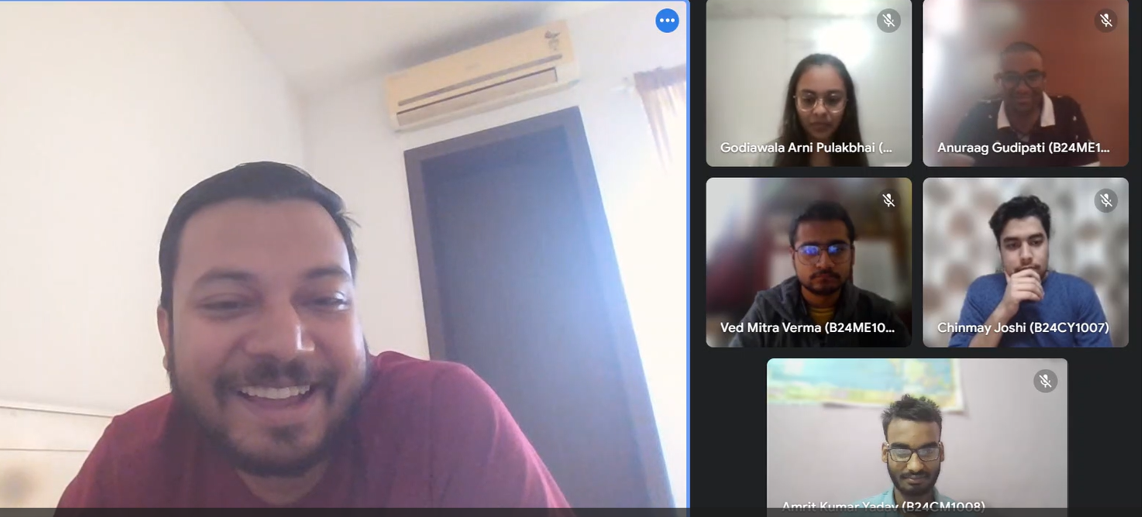 Godiawala Arni Pulakbhai (...
Anuraag Gudipati (B24ME1...
Ved Mitra Verma (B24ME10...
Chinmay Joshi (B24CY1007)
Amrit Kumar Yadav (B24CM1008)